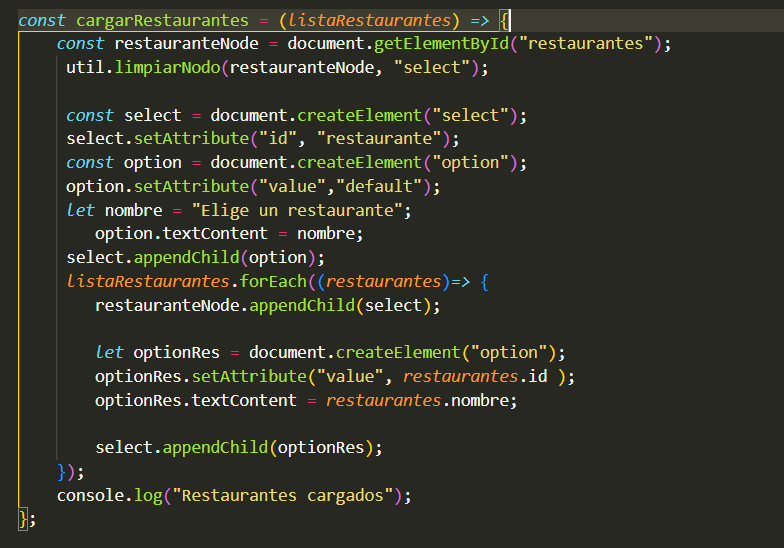 const cargarRestaurantes = (listaRestaurantes) => {
const restauranteNode = document.getElementById("restaurantes");
util.limpiarNodo(restauranteNode, "select");
const select = document.createElement("select");
select.setAttribute("id", "restaurante");
const option = document.createElement("option");
option.setAttribute("value","default");
let nombre = "Elige un restaurante";
option.textContent = nombre;
select.appendChild(option);
listaRestaurantes.forEach((restaurantes)=> {
restauranteNode.appendChild(select);
let optionRes = document.createElement("option");
optionRes.setAttribute("value", restaurantes.id );
optionRes.textContent = restaurantes.nombre;
select.appendChild(optionRes);
});
console.log("Restaurantes cargados");
};